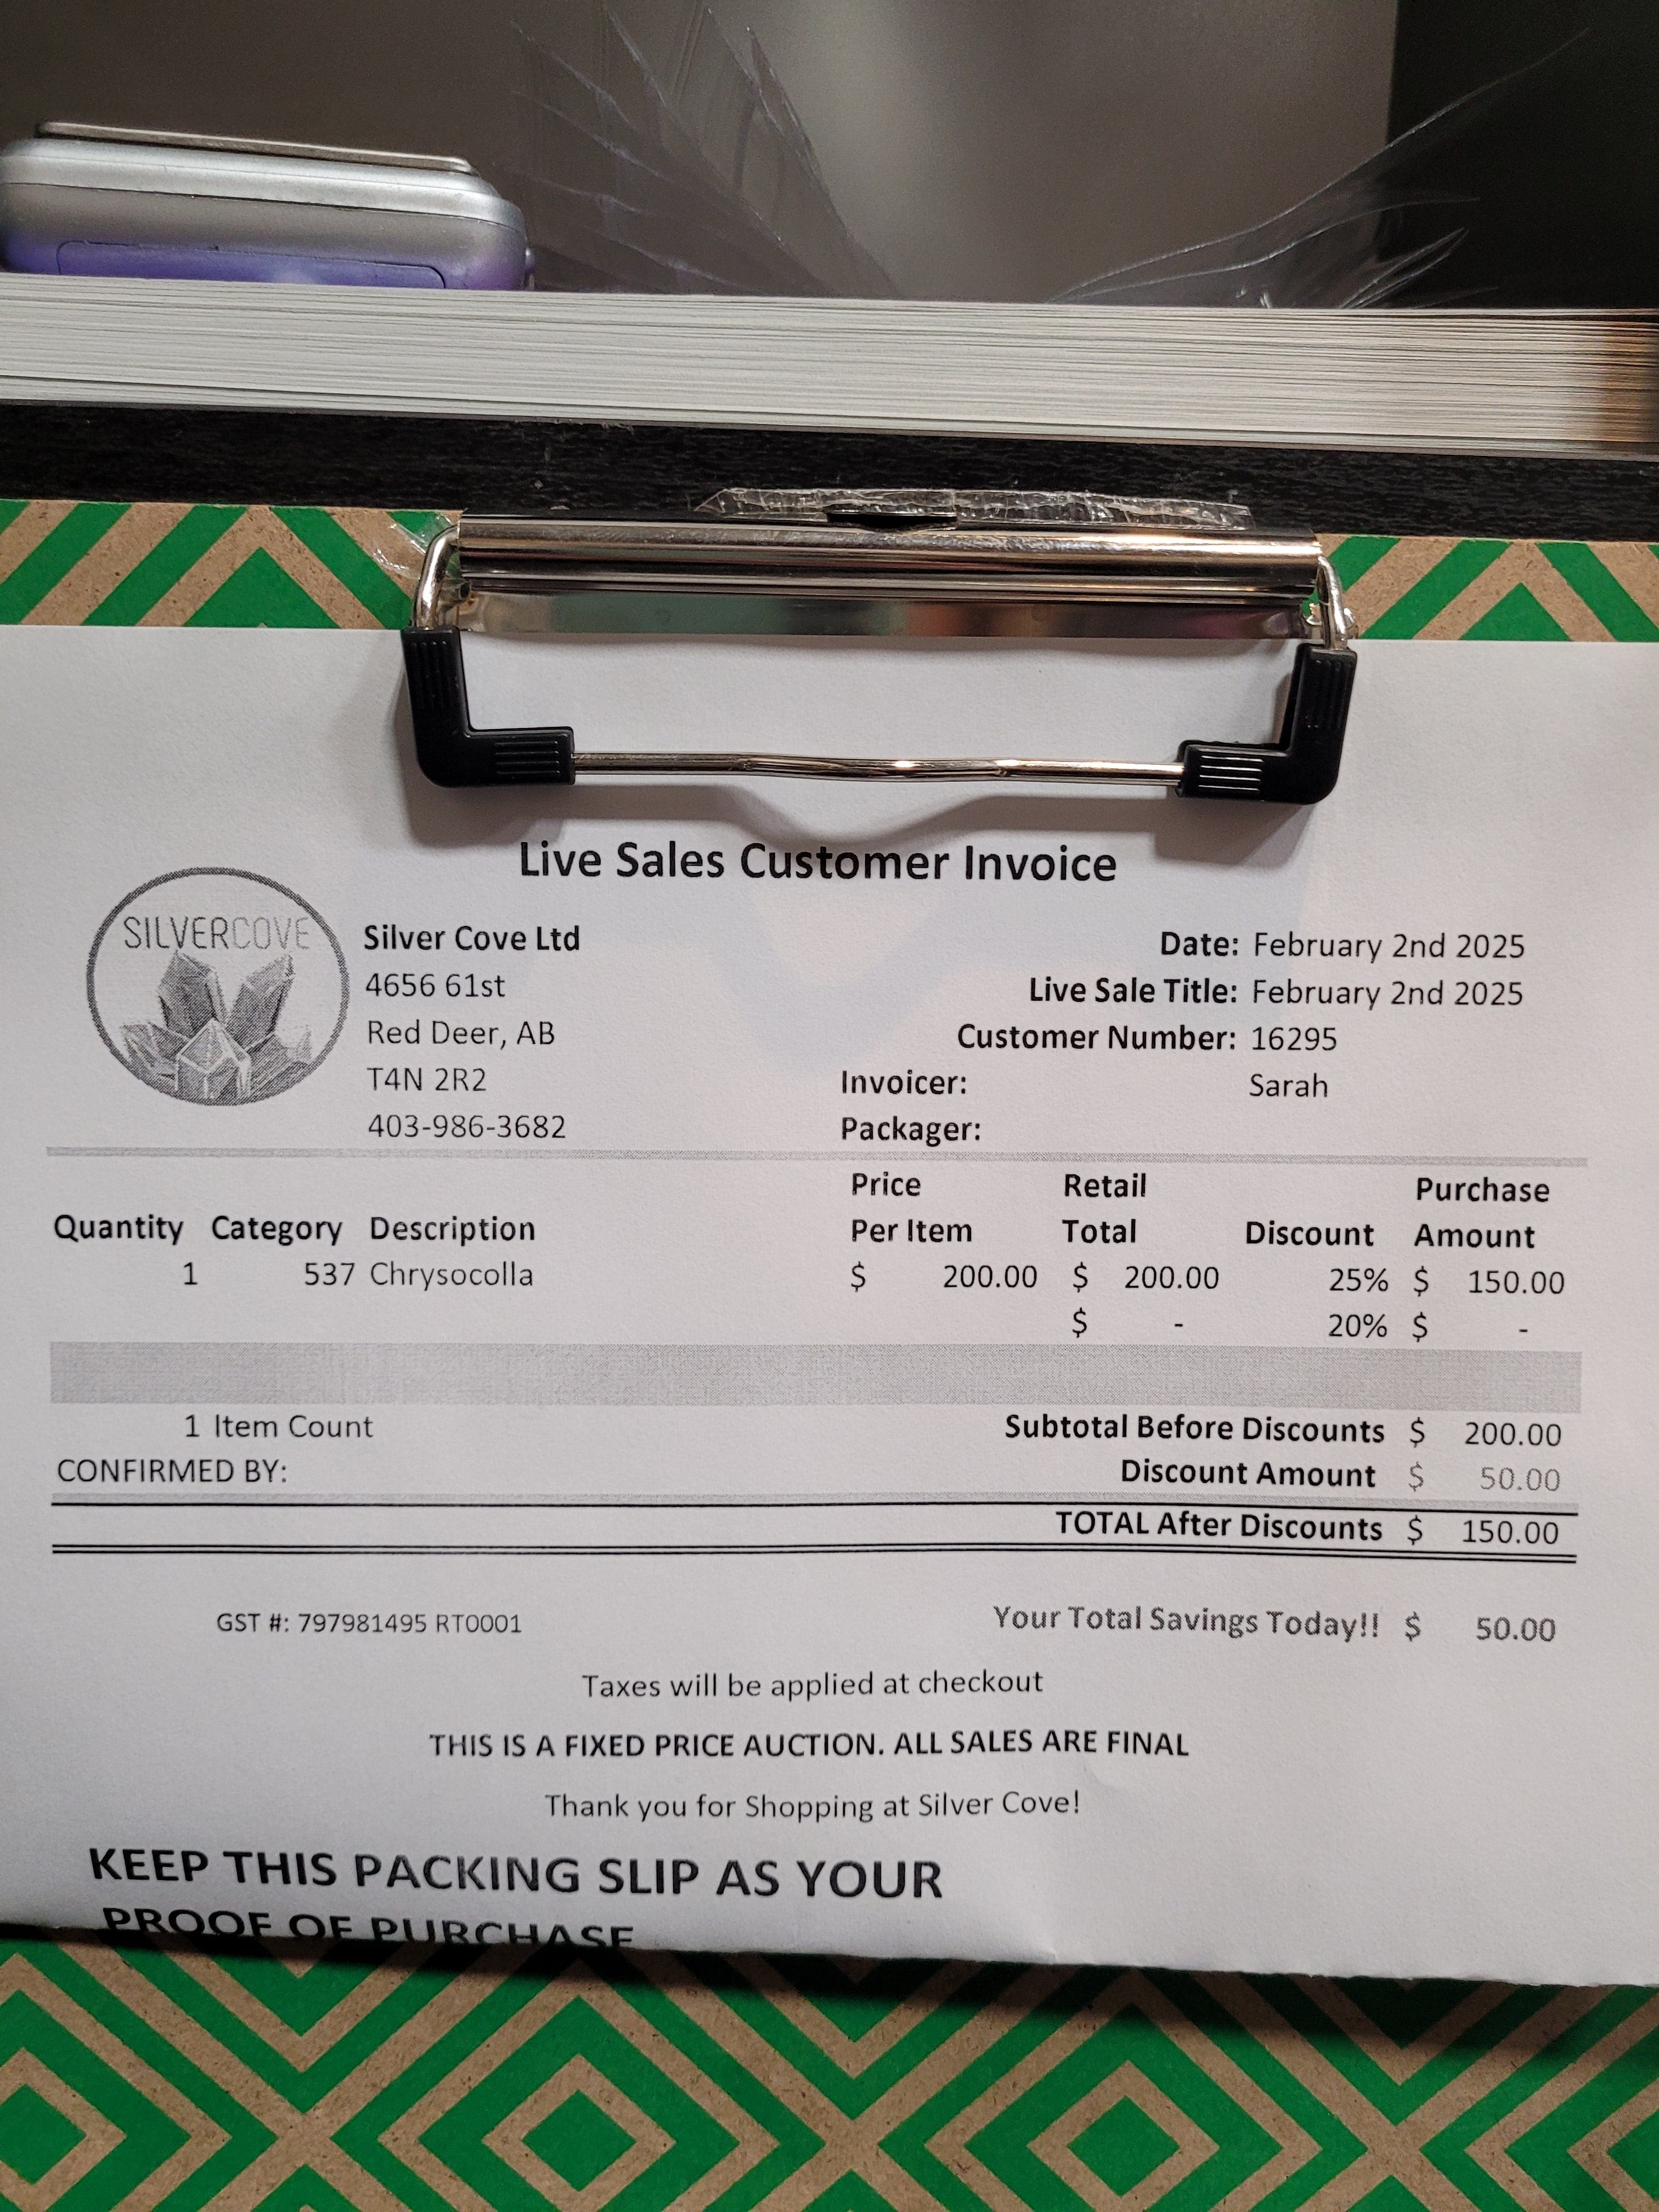 Live Sales Customer Invoice
SILVERCOVE
Silver Cove Ltd
4656 61st
Red Deer, AB
T4N 2R2
403-986-3682
Date: February 2nd 2025
Live Sale Title: February 2nd 2025
Customer Number: 16295
Invoicer: Sarah
Packager:
Quantity Category Description Price Per Item Retail Total Discount Purchase Amount
1 537 Chrysocolla $ 200.00 $ 200.00 25% $ 150.00
$ - 20% $ -
1 Item Count Subtotal Before Discounts $ 200.00
CONFIRMED BY: Discount Amount $ 50.00
TOTAL After Discounts $ 150.00
GST #: 797981495 RT0001 Your Total Savings Today!! $ 50.00
Taxes will be applied at checkout
THIS IS A FIXED PRICE AUCTION. ALL SALES ARE FINAL
Thank you for Shopping at Silver Cove!
KEEP THIS PACKING SLIP AS YOUR
PROOF OF PURCHASE